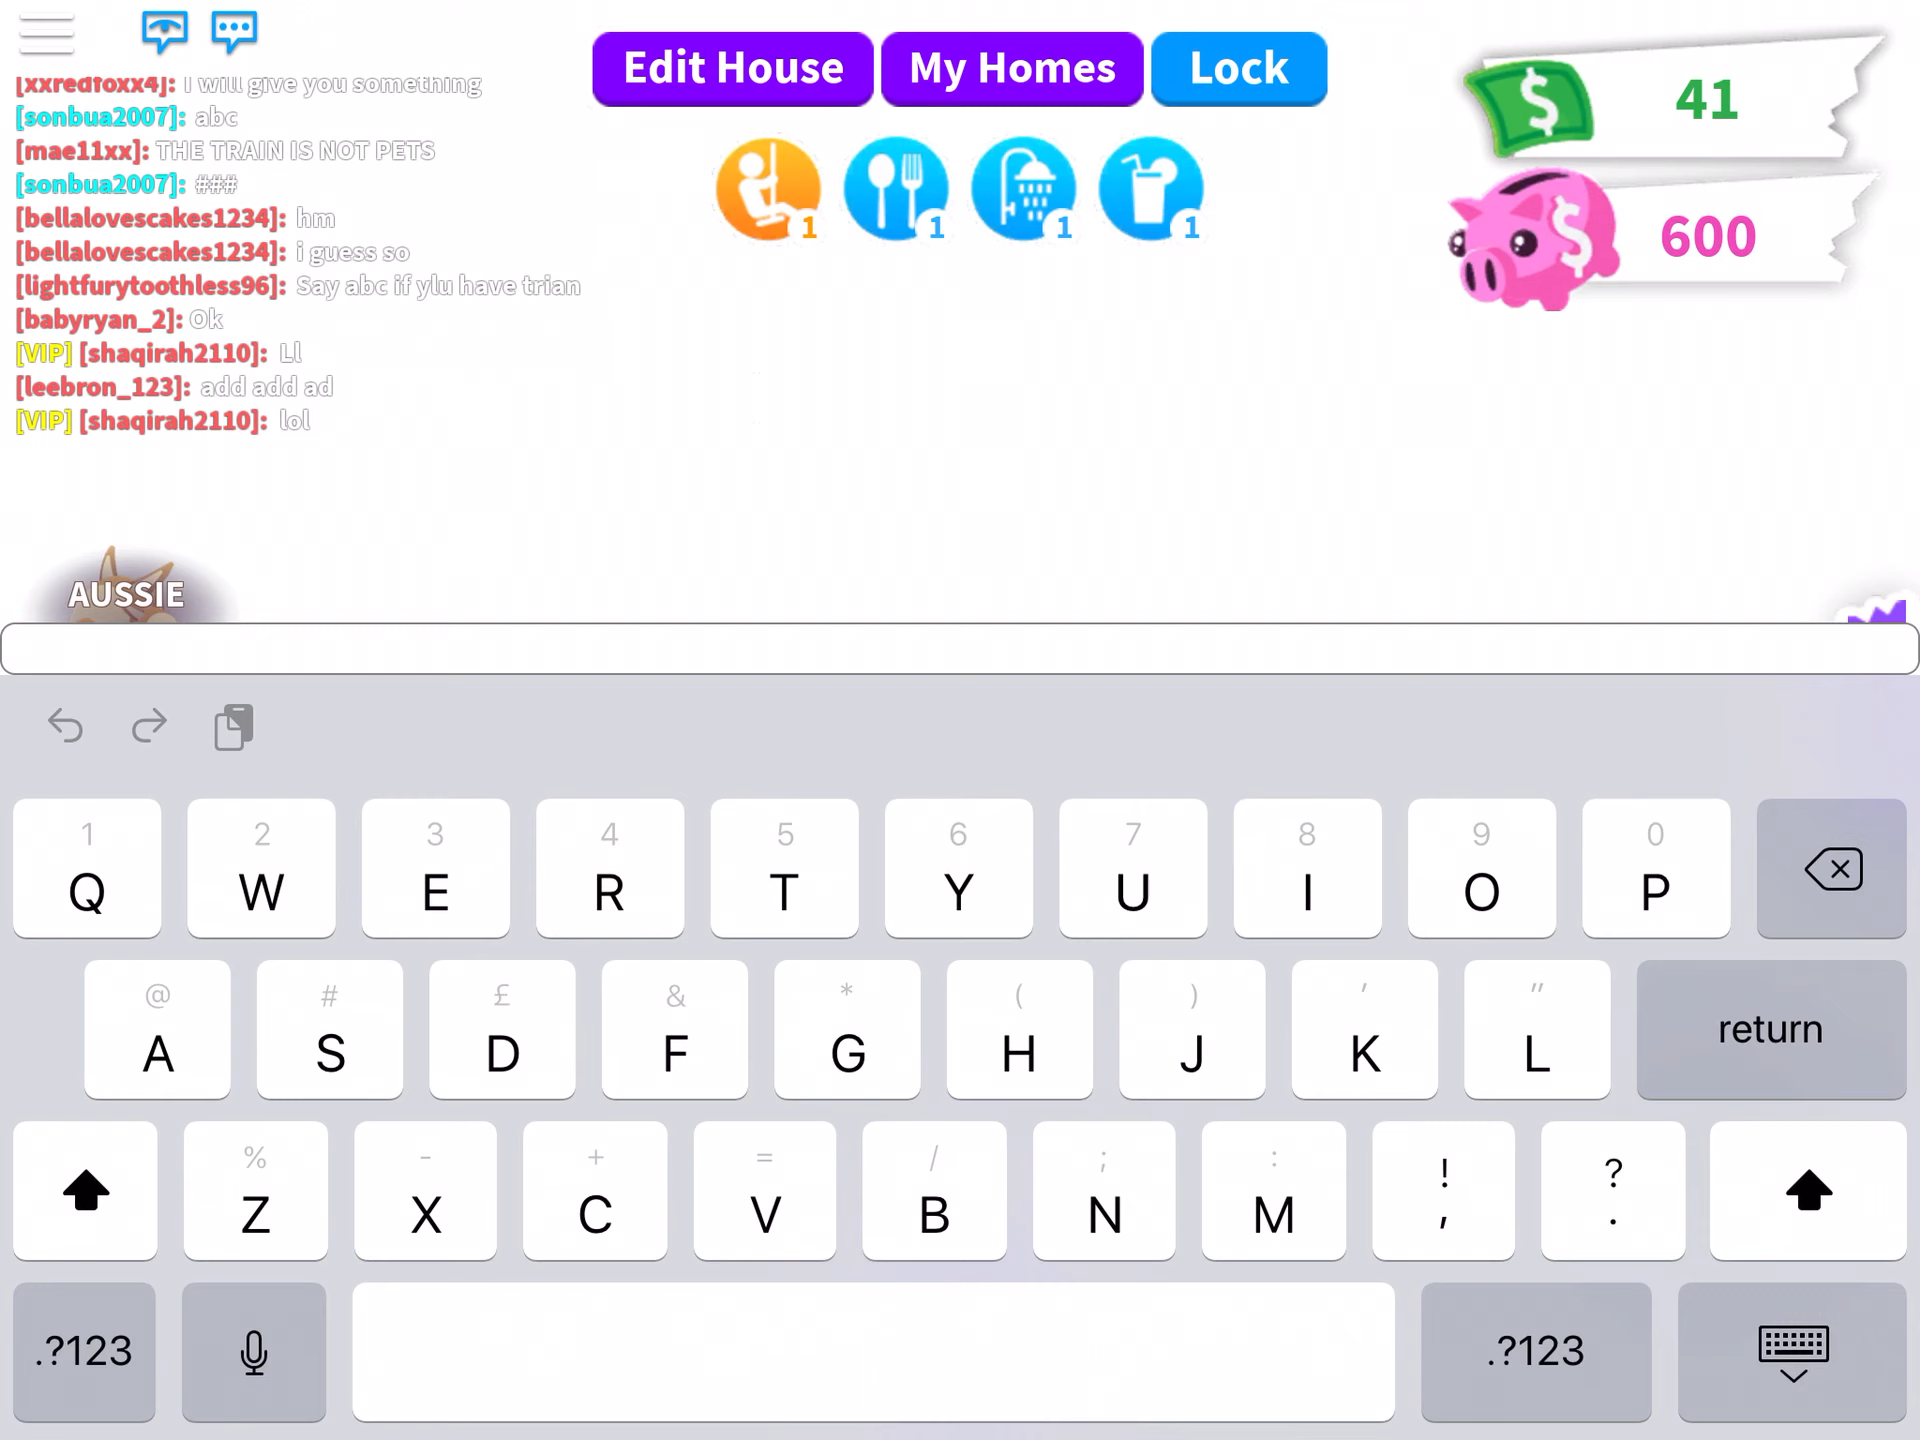 [xxredfoxx4]: I will give you something
[sonbua2007]: abc
[mae11xx]: THE TRAIN IS NOT PETS
[sonbua2007]: ###
[bellalovescakes1234]: hm
[bellalovescakes1234]: i guess so
[lightfurytoothless96]: Say abc if ylu have trian
[babyryan_2]: Ok
[VIP] [shaqirah2110]: Ll
[leebron_123]: add add ad
[VIP] [shaqirah2110]: lol
Edit House My Homes Lock
1 1 1 1
$ 41
$ 600
AUSSIE
1 2 3 4 5 6 7 8 9 0
Q W E R T Y U I O P
@ # £ & * ( ) ' "
A S D F G H J K L return
% - + = / ; : ! ?
Z X C V B N M , .
.?123 .?123